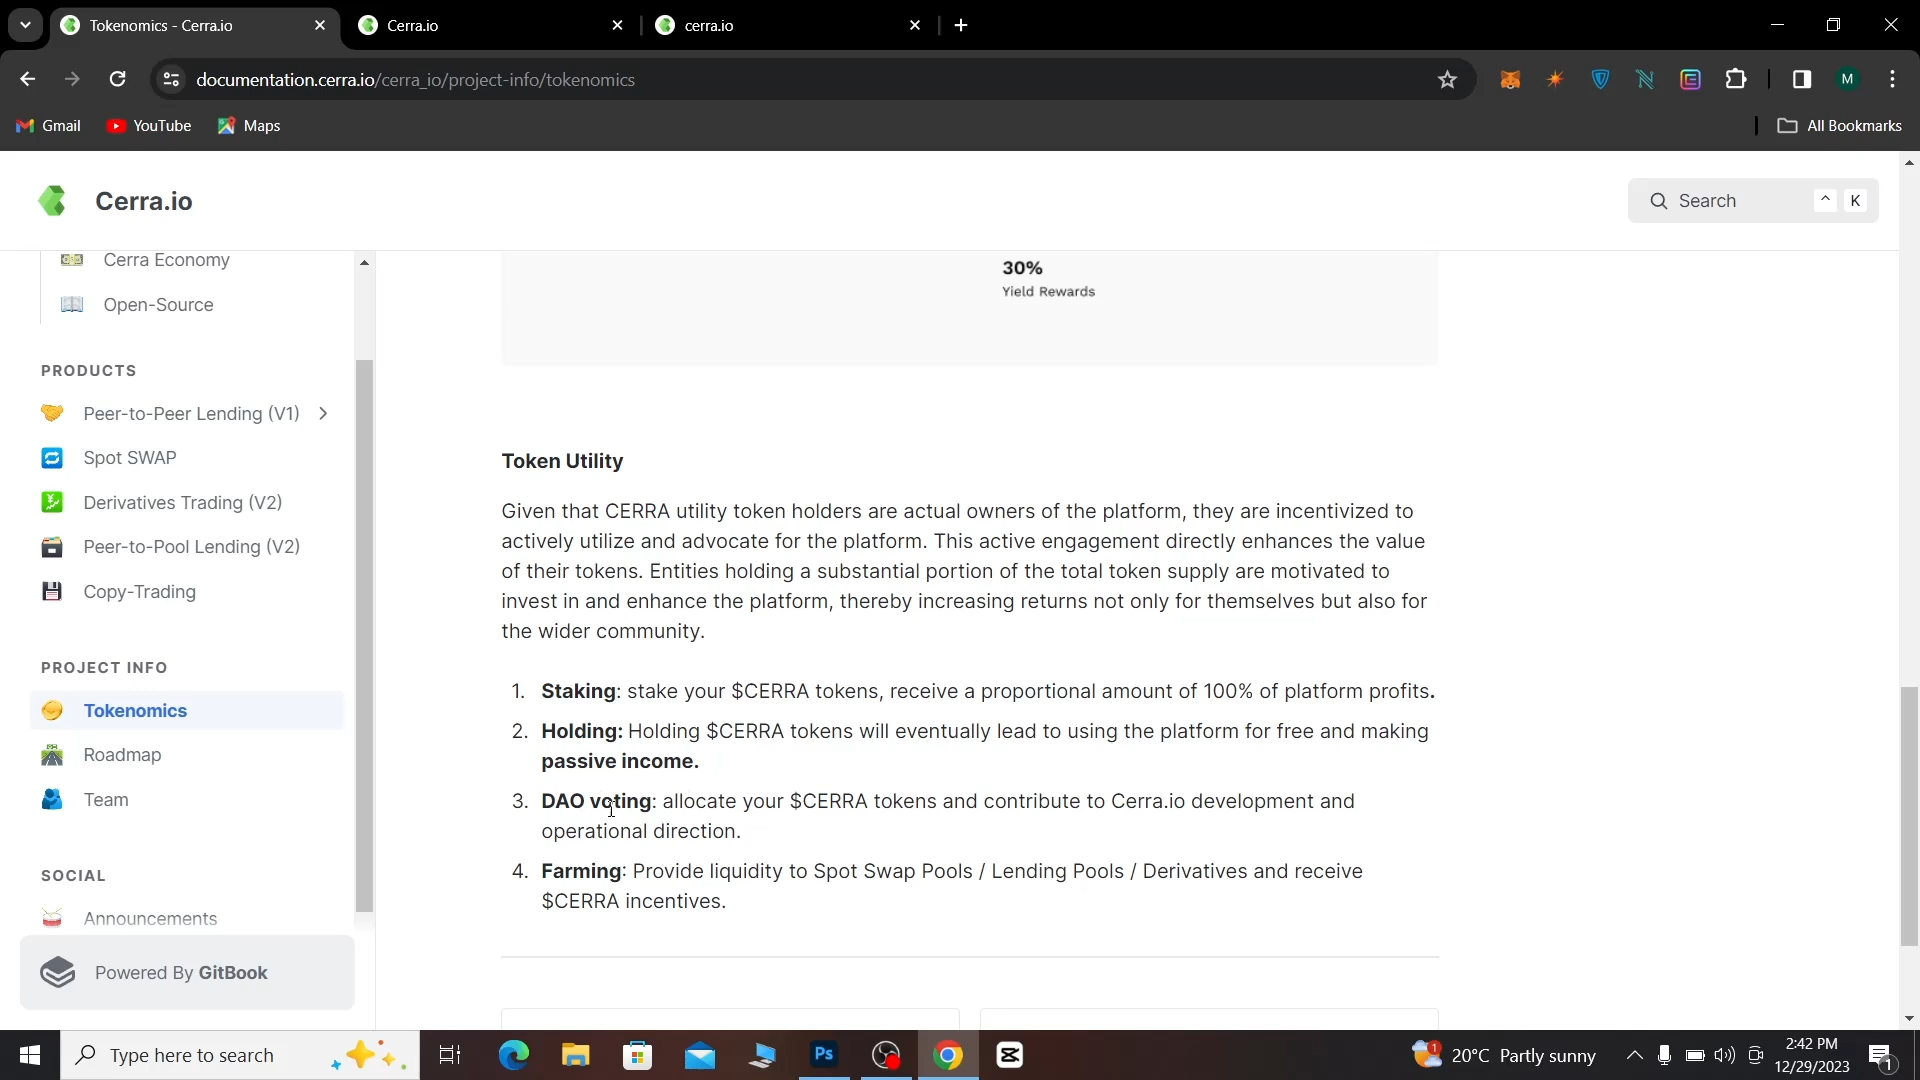 Tokenomics - Cerra.io
Cerra.io
cerra.io
documentation.cerra.io/cerra_io/project-info/tokenomics
M
Gmail
YouTube
Maps
All Bookmarks
Cerra.io
Search
^
K
Cerra Economy
Open-Source
PRODUCTS
Peer-to-Peer Lending (V1)
Spot SWAP
Derivatives Trading (V2)
Peer-to-Pool Lending (V2)
Copy-Trading
PROJECT INFO
Tokenomics
Roadmap
Team
SOCIAL
Announcements
Powered By GitBook
30%
Yield Rewards
Token Utility
Given that CERRA utility token holders are actual owners of the platform, they are incentivized to
actively utilize and advocate for the platform. This active engagement directly enhances the value
of their tokens. Entities holding a substantial portion of the total token supply are motivated to
invest in and enhance the platform, thereby increasing returns not only for themselves but also for
the wider community.
1. Staking: stake your $CERRA tokens, receive a proportional amount of 100% of platform profits.
2. Holding: Holding $CERRA tokens will eventually lead to using the platform for free and making
passive income.
3. DAO voting: allocate your $CERRA tokens and contribute to Cerra.io development and
operational direction.
4. Farming: Provide liquidity to Spot Swap Pools / Lending Pools / Derivatives and receive
$CERRA incentives.
Type here to search
Ps
1
20°C Partly sunny
2:42 PM
12/29/2023
1